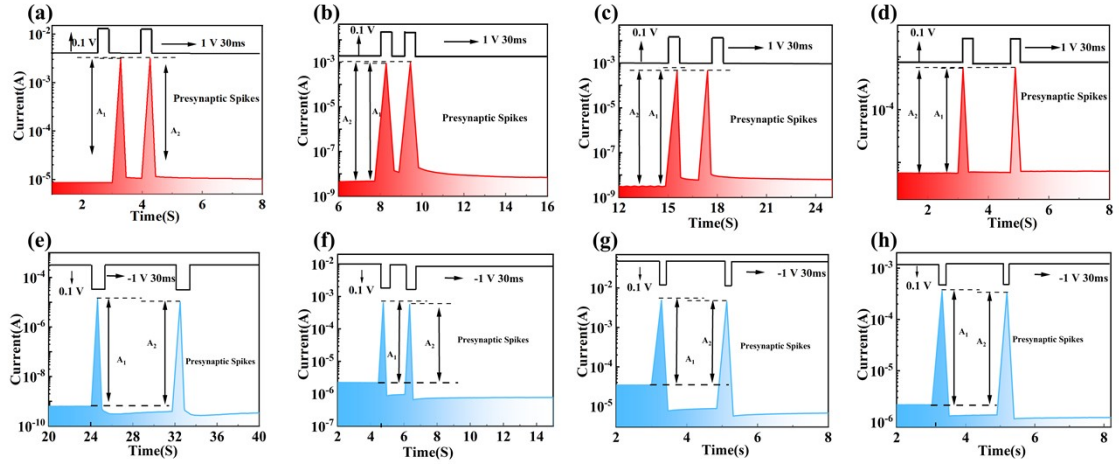 (a)
10⁻²
10⁻³
10⁻⁴
10⁻⁵
Current(A)
0.1 V
1 V 30ms
A₁
A₂
Presynaptic Spikes
2 4 6 8
Time(S)
(b)
10⁻¹
10⁻³
10⁻⁵
10⁻⁷
10⁻⁹
Current(A)
0.1 V
1 V 30ms
A₂
A₁
Presynaptic Spikes
6 8 10 12 14 16
Time(S)
(c)
10⁻¹
10⁻³
10⁻⁵
10⁻⁷
10⁻⁹
Current(A)
0.1 V
1 V 30ms
A₂
A₁
Presynaptic Spikes
12 15 18 21 24
Time(S)
(d)
10⁻⁴
Current(A)
0.1 V
1 V 30ms
A₂
A₁
Presynaptic Spikes
2 4 6 8
Time(S)
(e)
10⁻²
10⁻⁴
10⁻⁶
10⁻⁸
10⁻¹⁰
Current(A)
0.1 V
-1 V 30ms
A₁
A₂
Presynaptic Spikes
20 24 28 32 36 40
Time(S)
(f)
10⁻²
10⁻³
10⁻⁴
10⁻⁵
10⁻⁶
10⁻⁷
Current(A)
0.1 V
-1 V 30ms
A₁
A₂
Presynaptic Spikes
2 4 6 8 10 12 14
Time(S)
(g)
10⁻²
10⁻³
10⁻⁴
10⁻⁵
Current(A)
0.1 V
-1 V 30ms
A₁
A₂
Presynaptic Spikes
2 4 6 8
Time(S)
(h)
10⁻³
10⁻⁴
10⁻⁵
10⁻⁶
Current(A)
0.1 V
-1 V 30ms
A₁
A₂
Presynaptic Spikes
2 4 6 8
Time(s)